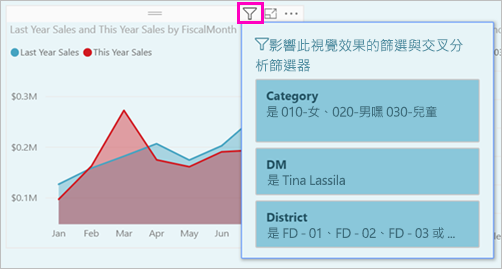 Last Year Sales and This Year Sales by FiscalMonth
Last Year Sales This Year Sales
$0.3M
$0.2M
$0.1M
Jan Feb Mar Apr May Jun
影響此視覺效果的篩選與交叉分
析篩選器
Category
是 010-女、020-男嘿 030-兒童
DM
是 Tina Lassila
District
是 FD - 01、FD - 02、FD - 03 或 ...